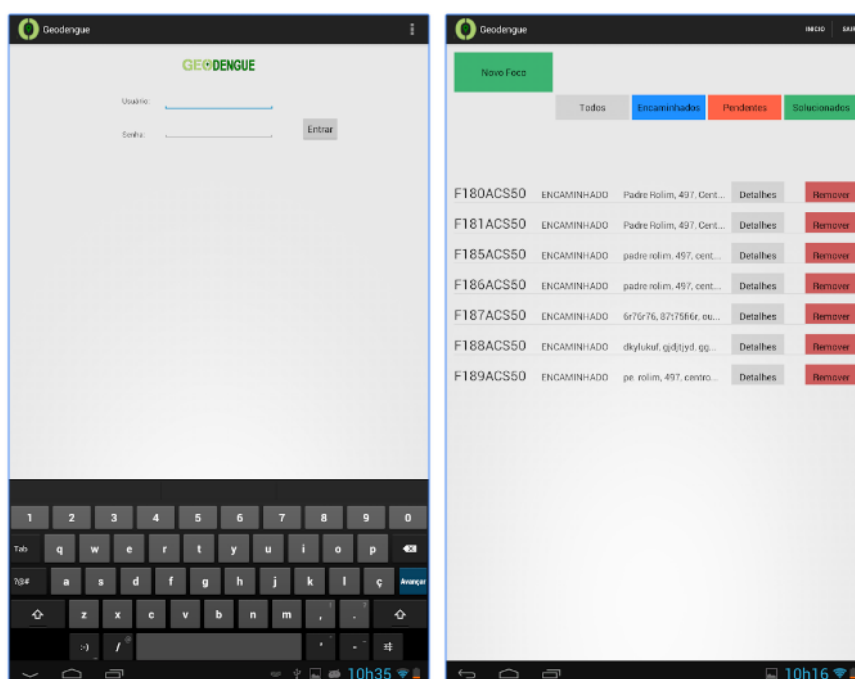 Geodengue
GEODENGUE
Usuário:
Senha:
Entrar
1 2 3 4 5 6 7 8 9 0
Tab q w e r t y u i o p
?@# a s d f g h j k l ç Avançar
z x c v b n m , .
:-) / @ ' - 
10h35
Geodengue
INICIO SAIR
Novo Foco
Todos Encaminhados Pendentes Solucionados
F180ACS50 ENCAMINHADO Padre Rolim, 497, Cent... Detalhes Remover
F181ACS50 ENCAMINHADO Padre Rolim, 497, Cent... Detalhes Remover
F185ACS50 ENCAMINHADO padre rolim, 497, cent... Detalhes Remover
F186ACS50 ENCAMINHADO padre rolim, 497, cent... Detalhes Remover
F187ACS50 ENCAMINHADO Detalhes Remover
F188ACS50 ENCAMINHADO dkylukuf, gjdjtjyd, gg... Detalhes Remover
F189ACS50 ENCAMINHADO pe. rolim, 497, centro... Detalhes Remover
10h16